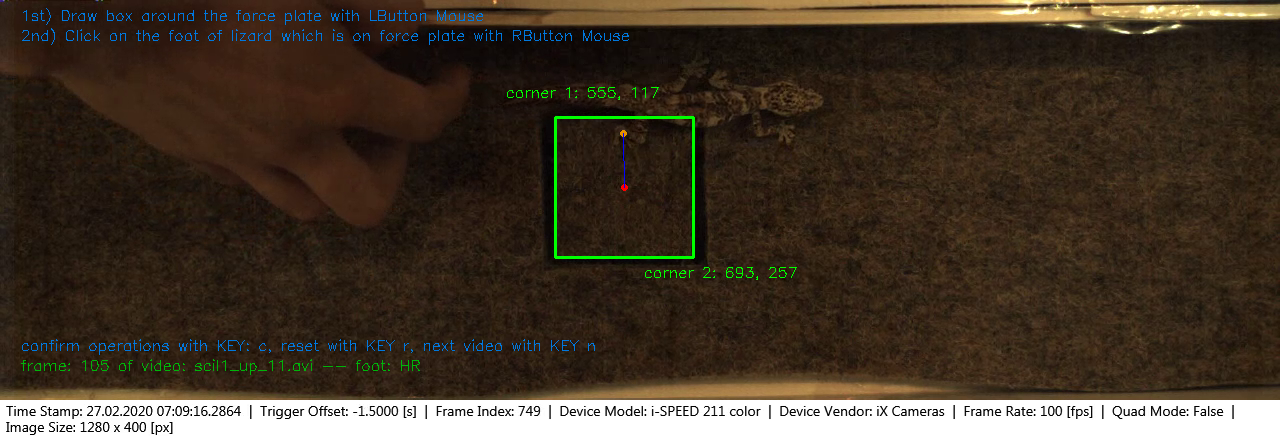 1st) Draw box around the force plate with LButton Mouse
2nd) Click on the foot of lizard which is on force plate with RButton Mouse
corner 1: 555, 117
corner 2: 693, 257
confirm operations with KEY: c, reset with KEY r, next video with KEY n
frame: 105 of video: scil1_up_11.avi -- foot: HR
Time Stamp: 27.02.2020 07:09:16.2864 | Trigger Offset: -1.5000 [s] | Frame Index: 749 | Device Model: i-SPEED 211 color | Device Vendor: iX Cameras | Frame Rate: 100 [fps] | Quad Mode: False |
Image Size: 1280 x 400 [px]